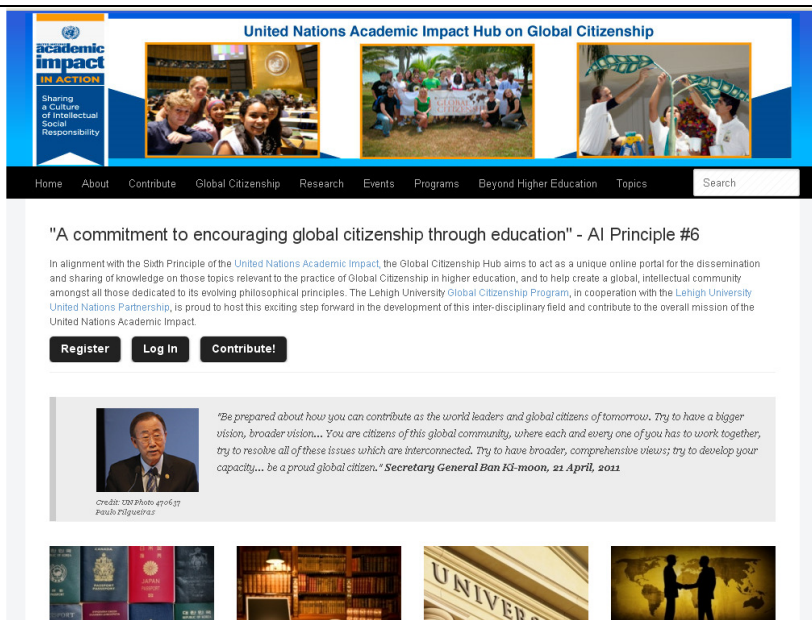 United Nations Academic Impact Hub on Global Citizenship
academic
impact
IN ACTION
Sharing
a Culture
of Intellectual
Social
Responsibility
Home About Contribute Global Citizenship Research Events Programs Beyond Higher Education Topics Search
"A commitment to encouraging global citizenship through education" - AI Principle #6
In alignment with the Sixth Principle of the United Nations Academic Impact, the Global Citizenship Hub aims to act as a unique online portal for the dissemination
and sharing of knowledge on those topics relevant to the practice of Global Citizenship in higher education, and to help create a global, intellectual community
amongst all those dedicated to its evolving philosophical principles. The Lehigh University Global Citizenship Program, in cooperation with the Lehigh University
United Nations Partnership, is proud to host this exciting step forward in the development of this inter-disciplinary field and contribute to the overall mission of the
United Nations Academic Impact.
Register Log In Contribute!
"Be prepared about how you can contribute as the world leaders and global citizens of tomorrow. Try to have a bigger
vision, broader vision... You are citizens of this global community, where each and every one of you has to work together,
try to resolve all of these issues which are interconnected. Try to have broader, comprehensive views; try to develop your
capacity... be a proud global citizen." Secretary General Ban Ki-moon, 21 April, 2011
Credit: UN Photo 470637
Paulo Filgueiras
JAPAN
UNIVERS